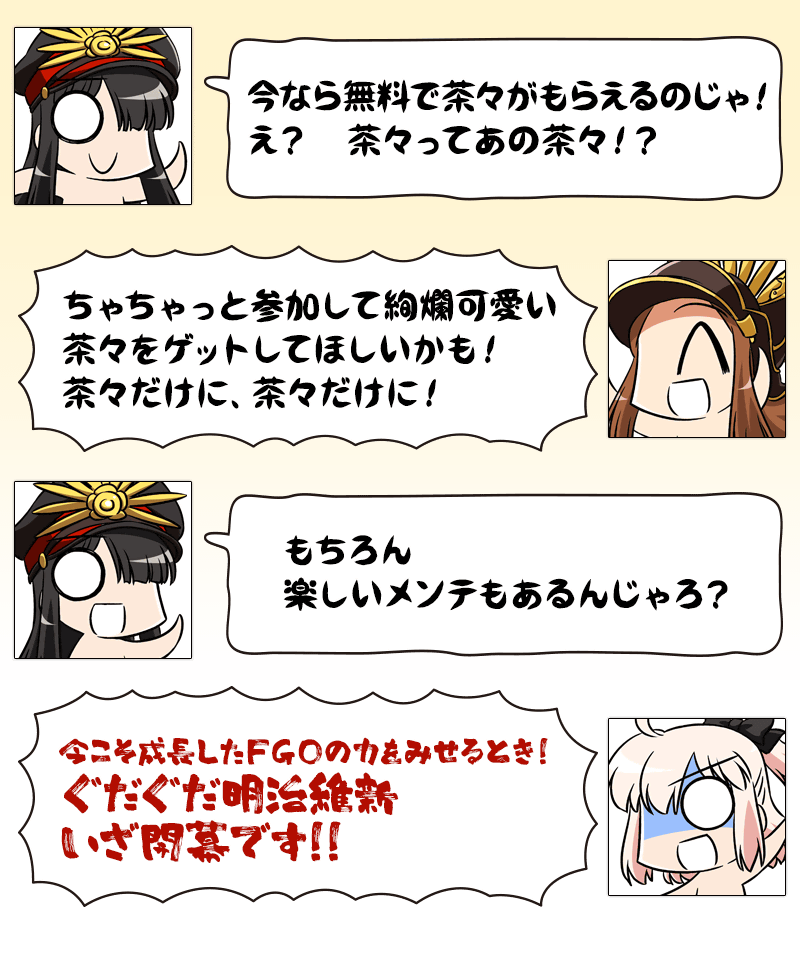 今なら無料で茶々がもらえるのじゃ！
え？　茶々ってあの茶々！？
ちゃちゃっと参加して絢爛可愛い
茶々をゲットしてほしいかも！
茶々だけに、茶々だけに！
もちろん
楽しいメンテもあるんじゃろ？
今こそ成長したＦＧＯの力をみせるとき！
ぐだぐだ明治維新
いざ開幕です！！